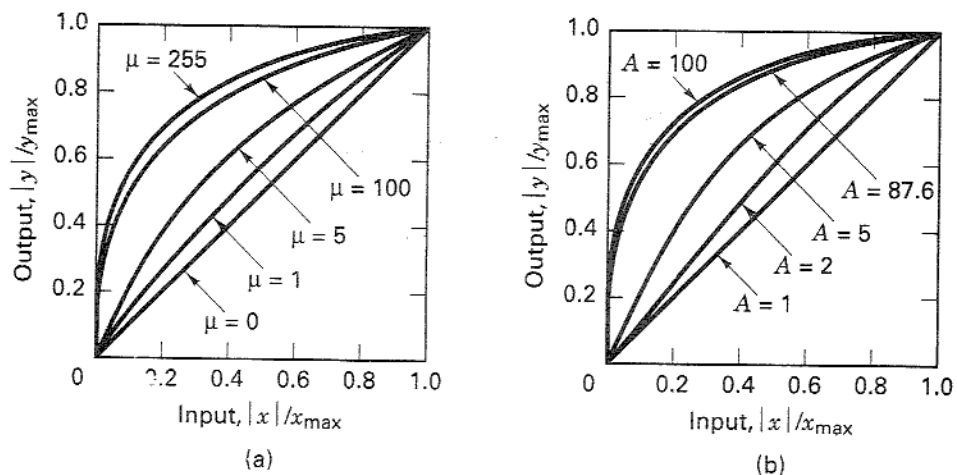 1.0
μ = 255
0.8
0.6
0.4
0.2
0
μ = 100
μ = 5
μ = 1
μ = 0
Output, |y|/ymax
0.2 0.4 0.6 0.8 1.0
Input, |x|/xmax
(a)
1.0
A = 100
0.8
0.6
0.4
0.2
0
A = 87.6
A = 5
A = 2
A = 1
Output, |y|/ymax
0.2 0.4 0.6 0.8 1.0
Input, |x|/xmax
(b)